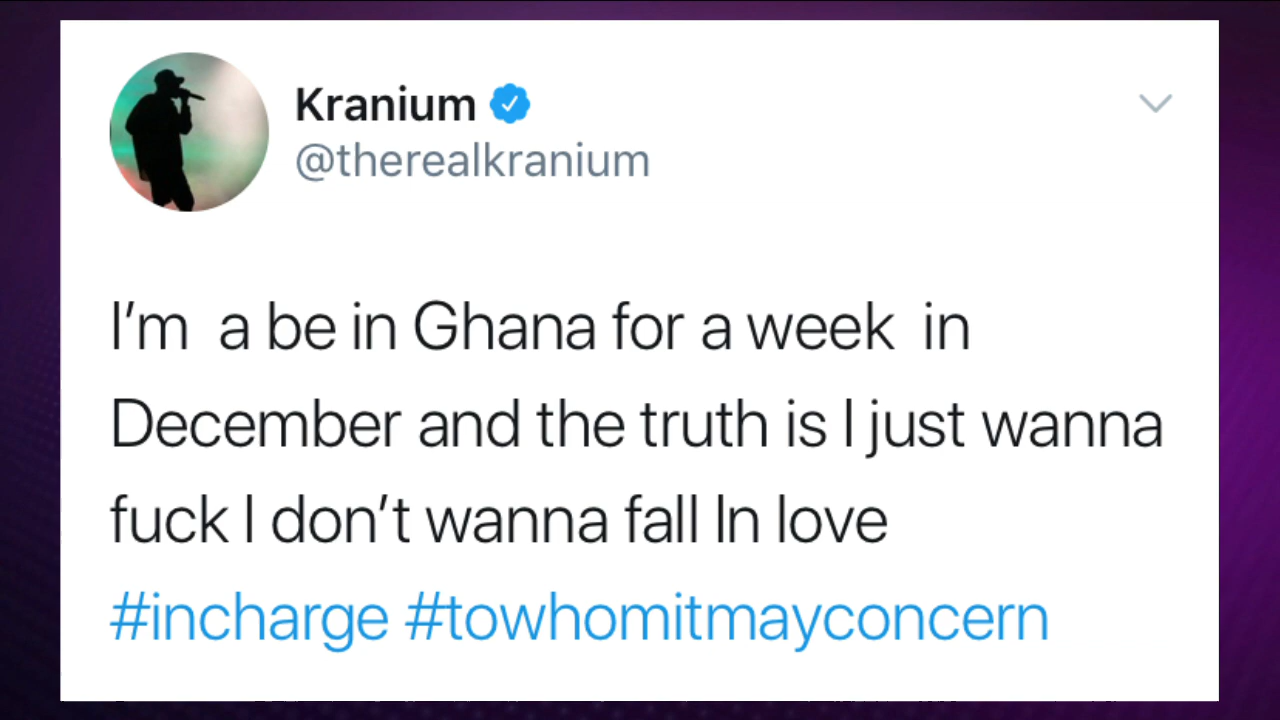 Kranium
@therealkranium
I'm a be in Ghana for a week in
December and the truth is I just wanna
fuck I don't wanna fall In love
#incharge #towhomitmayconcern